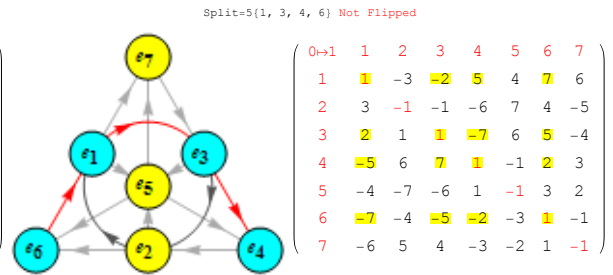 Split=5{1, 3, 4, 6} Not Flipped
e7
e1
e3
e5
e6
e2
e4
0↦1 1 2 3 4 5 6 7
1 1 -3 -2 5 4 7 6
2 3 -1 -1 -6 7 4 -5
3 2 1 1 -7 6 5 -4
4 -5 6 7 1 -1 2 3
5 -4 -7 -6 1 -1 3 2
6 -7 -4 -5 -2 -3 1 -1
7 -6 5 4 -3 -2 1 -1